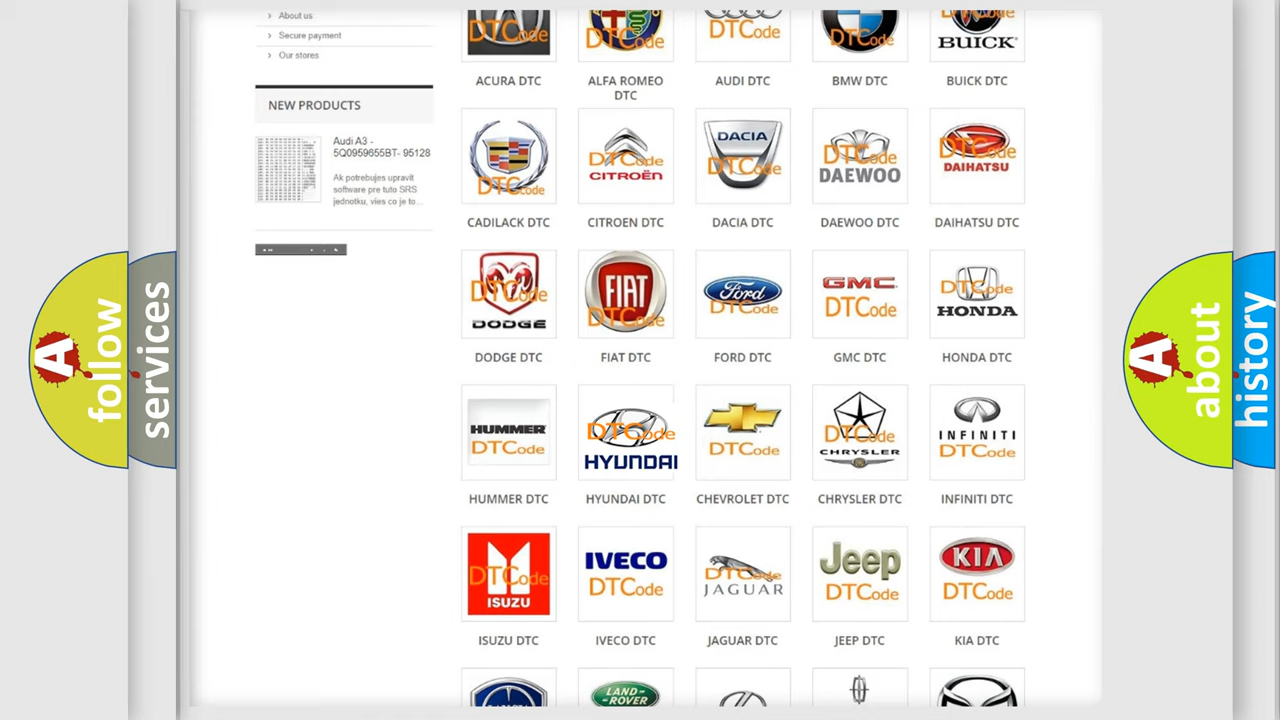 About us
Secure payment
Our stores
NEW PRODUCTS
Audi A3 -
5Q0959655BT- 95128
Ak potrebujes upravit
software pre tuto SRS
jednotku, vies co je to...
DTCode DTCode DTCode DTCode DTCode
BUICK
ACURA DTC
ALFA ROMEO
DTC
AUDI DTC
BMW DTC
BUICK DTC
DTCode
DTCode
CITROËN
DACIA
DTCode
DTCode
DAEWOO
DTCode
DAIHATSU
CADILACK DTC
CITROEN DTC
DACIA DTC
DAEWOO DTC
DAIHATSU DTC
DTCode
DODGE
FIAT
DTCode
Ford
DTCode
GMC
DTCode
DTCode
HONDA
DODGE DTC
FIAT DTC
FORD DTC
GMC DTC
HONDA DTC
HUMMER
DTCode
DTCode
HYUNDAI
DTCode
DTCode
CHRYSLER
INFINITI
DTCode
HUMMER DTC
HYUNDAI DTC
CHEVROLET DTC
CHRYSLER DTC
INFINITI DTC
DTCode
ISUZU
IVECO
DTCode
DTCode
JAGUAR
Jeep
DTCode
KIA
DTCode
ISUZU DTC
IVECO DTC
JAGUAR DTC
JEEP DTC
KIA DTC
LAND-
ROVER
A
follow
services
A
about
history